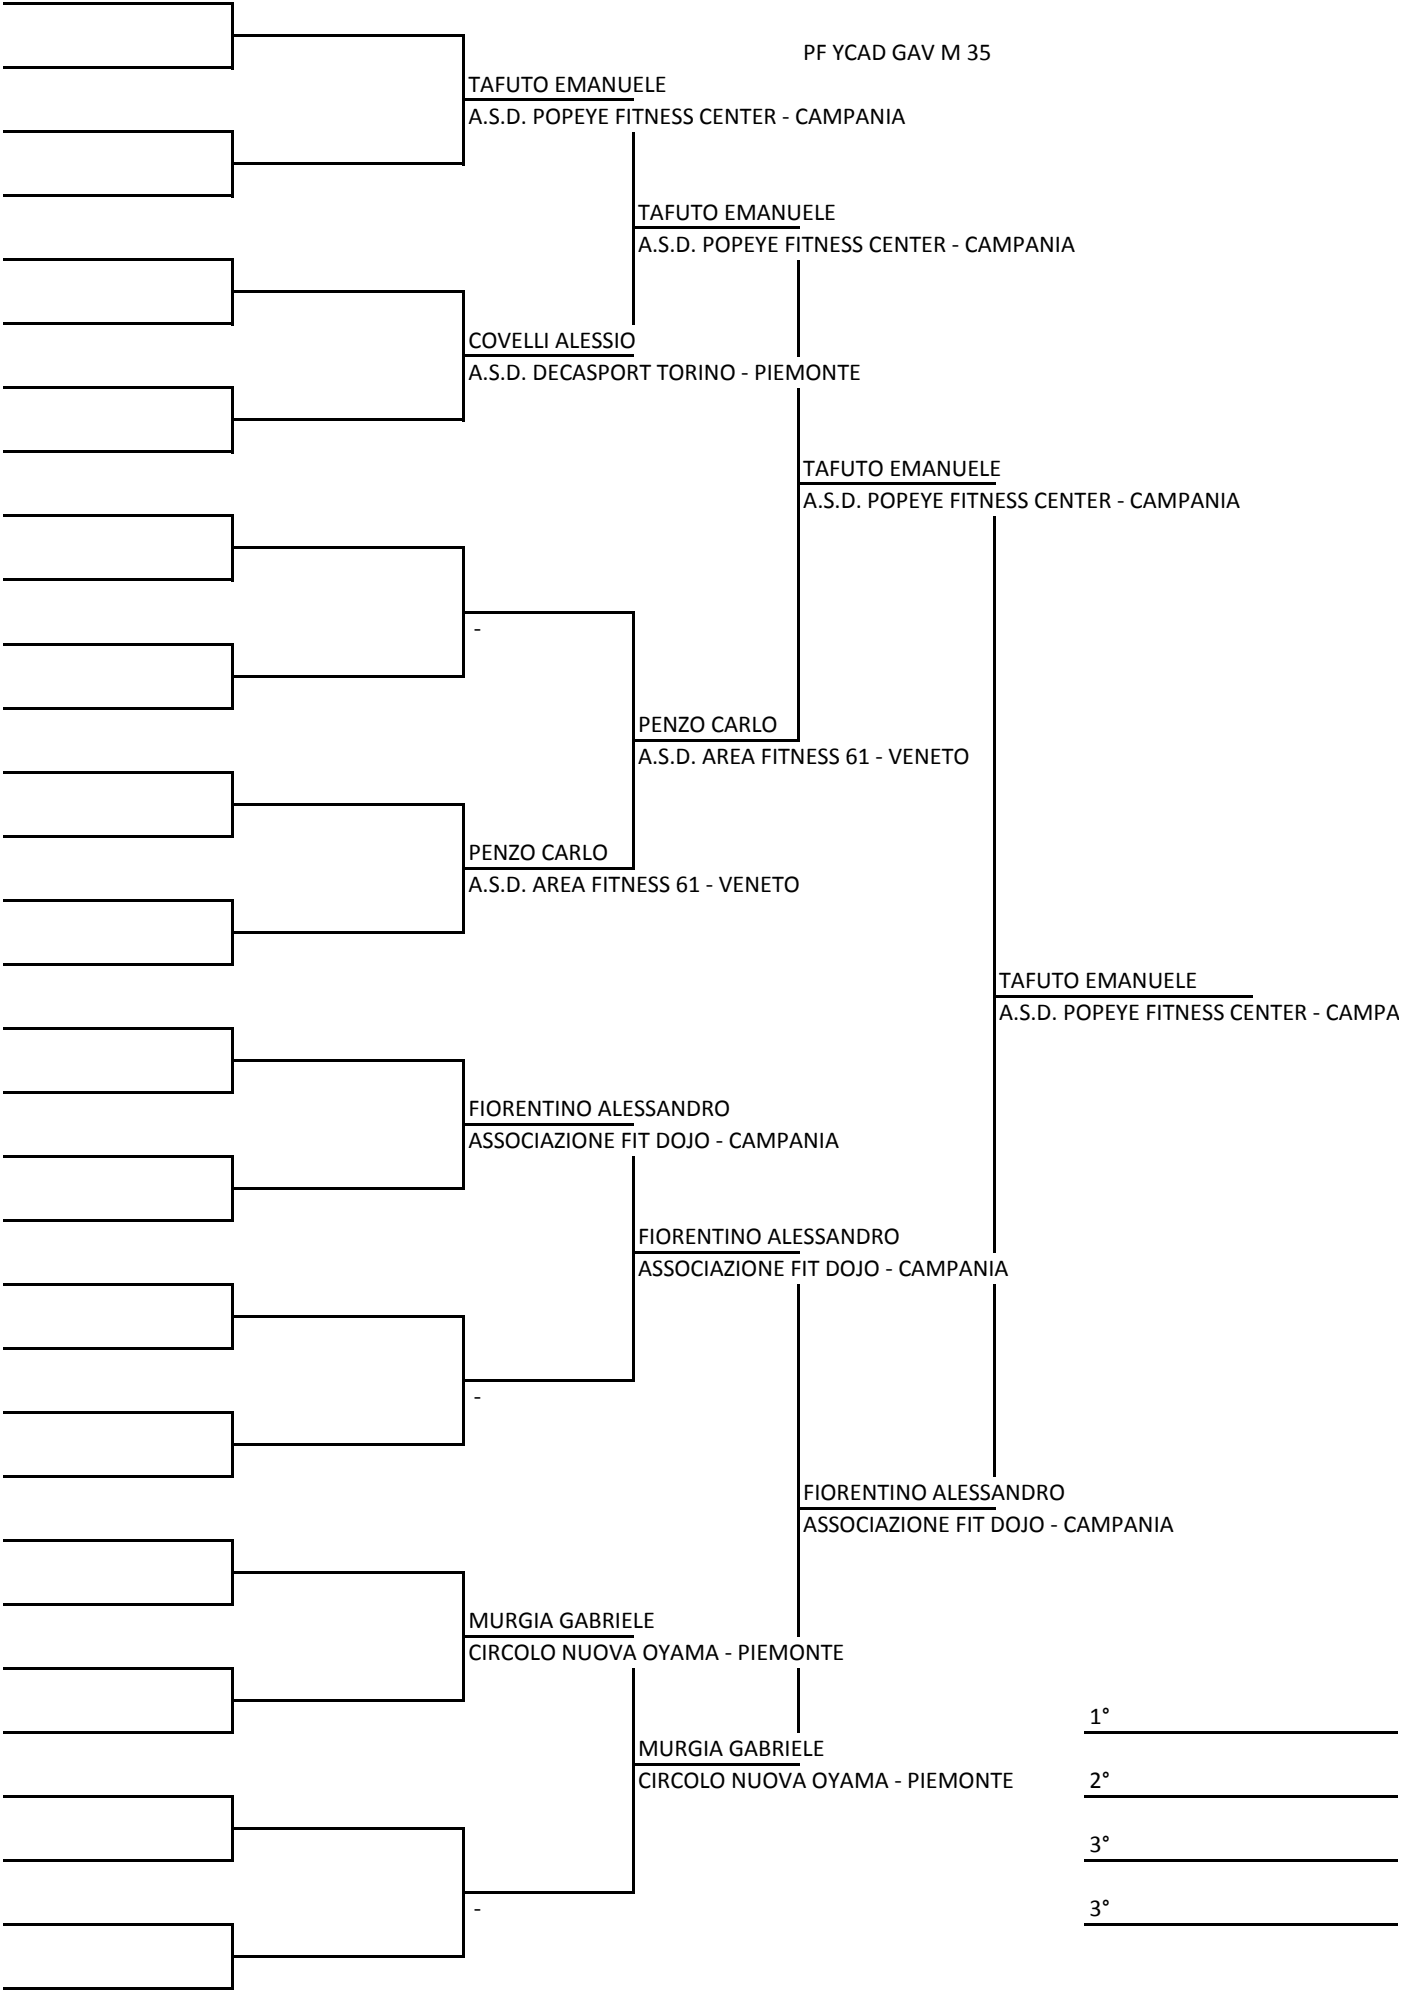 PF YCAD GAV M 35
TAFUTO EMANUELE
A.S.D. POPEYE FITNESS CENTER - CAMPANIA
TAFUTO EMANUELE
A.S.D. POPEYE FITNESS CENTER - CAMPANIA
COVELLI ALESSIO
A.S.D. DECASPORT TORINO - PIEMONTE
TAFUTO EMANUELE
A.S.D. POPEYE FITNESS CENTER - CAMPANIA
-
PENZO CARLO
A.S.D. AREA FITNESS 61 - VENETO
PENZO CARLO
A.S.D. AREA FITNESS 61 - VENETO
TAFUTO EMANUELE
A.S.D. POPEYE FITNESS CENTER - CAMPA
FIORENTINO ALESSANDRO
ASSOCIAZIONE FIT DOJO - CAMPANIA
FIORENTINO ALESSANDRO
ASSOCIAZIONE FIT DOJO - CAMPANIA
-
FIORENTINO ALESSANDRO
ASSOCIAZIONE FIT DOJO - CAMPANIA
MURGIA GABRIELE
CIRCOLO NUOVA OYAMA - PIEMONTE
1°
MURGIA GABRIELE
CIRCOLO NUOVA OYAMA - PIEMONTE
2°
3°
-
3°